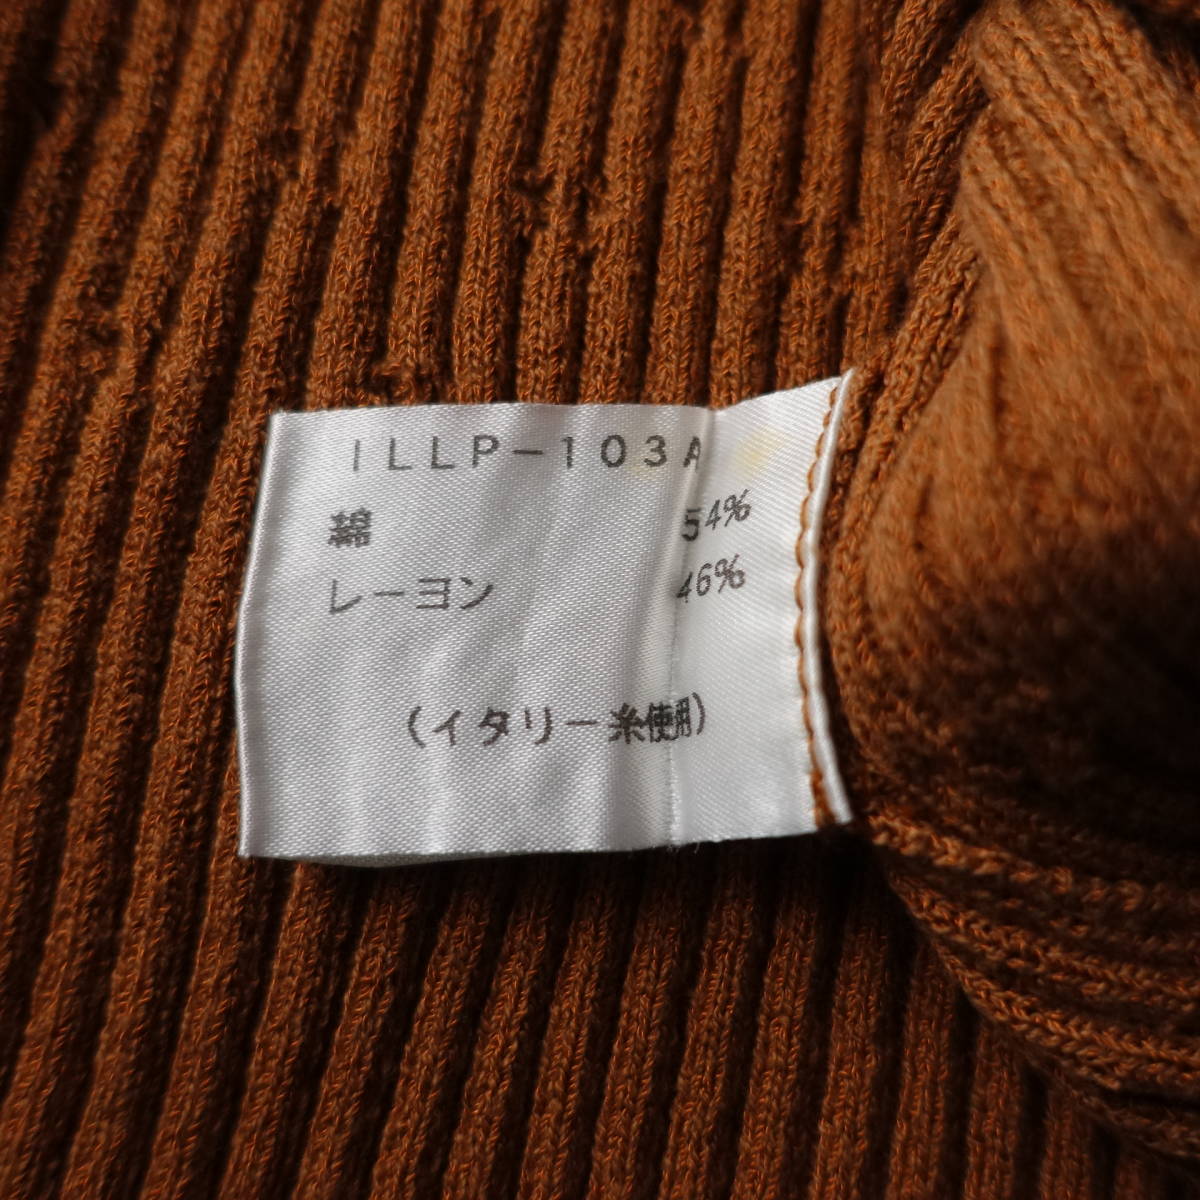 ILLP-103A
綿 54%
レーヨン 46%
(イタリー糸使用)